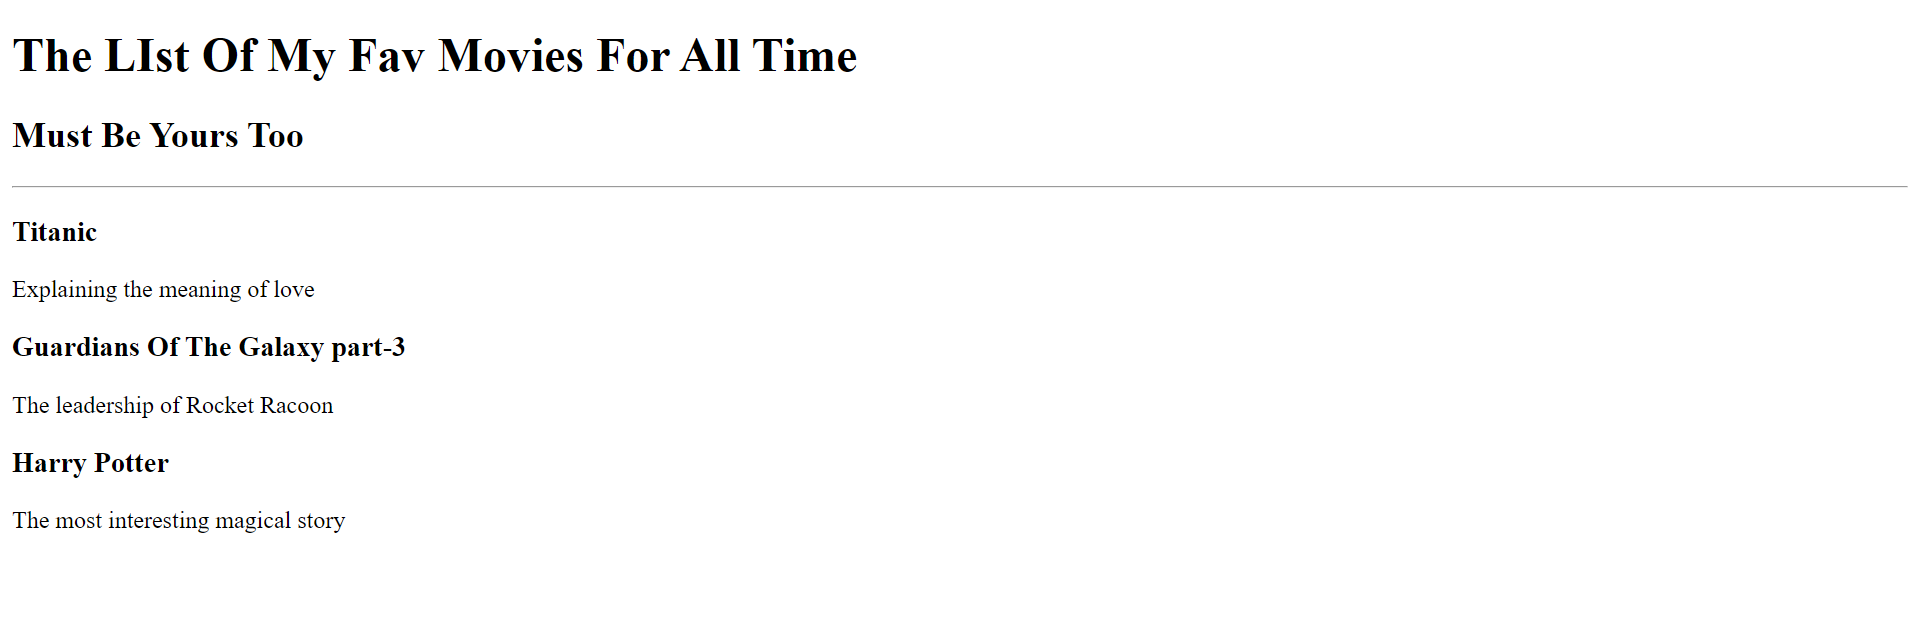 The LIst Of My Fav Movies For All Time
Must Be Yours Too
Titanic
Explaining the meaning of love
Guardians Of The Galaxy part-3
The leadership of Rocket Racoon
Harry Potter
The most interesting magical story